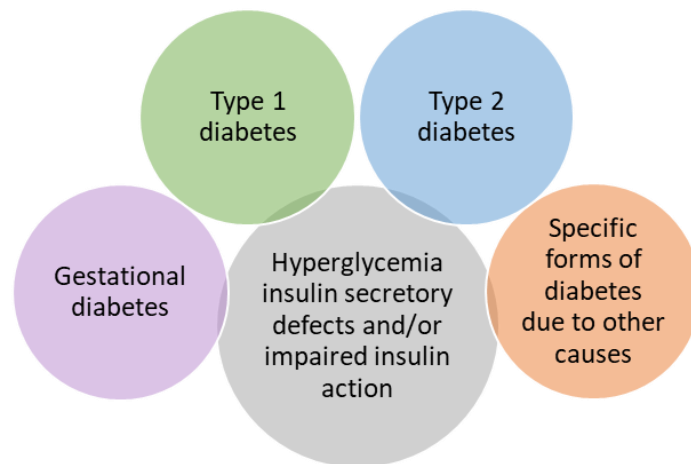 Type 1
diabetes
Type 2
diabetes
Gestational
diabetes
Hyperglycemia
insulin secretory
defects and/or
impaired insulin
action
Specific
forms of
diabetes
due to other
causes